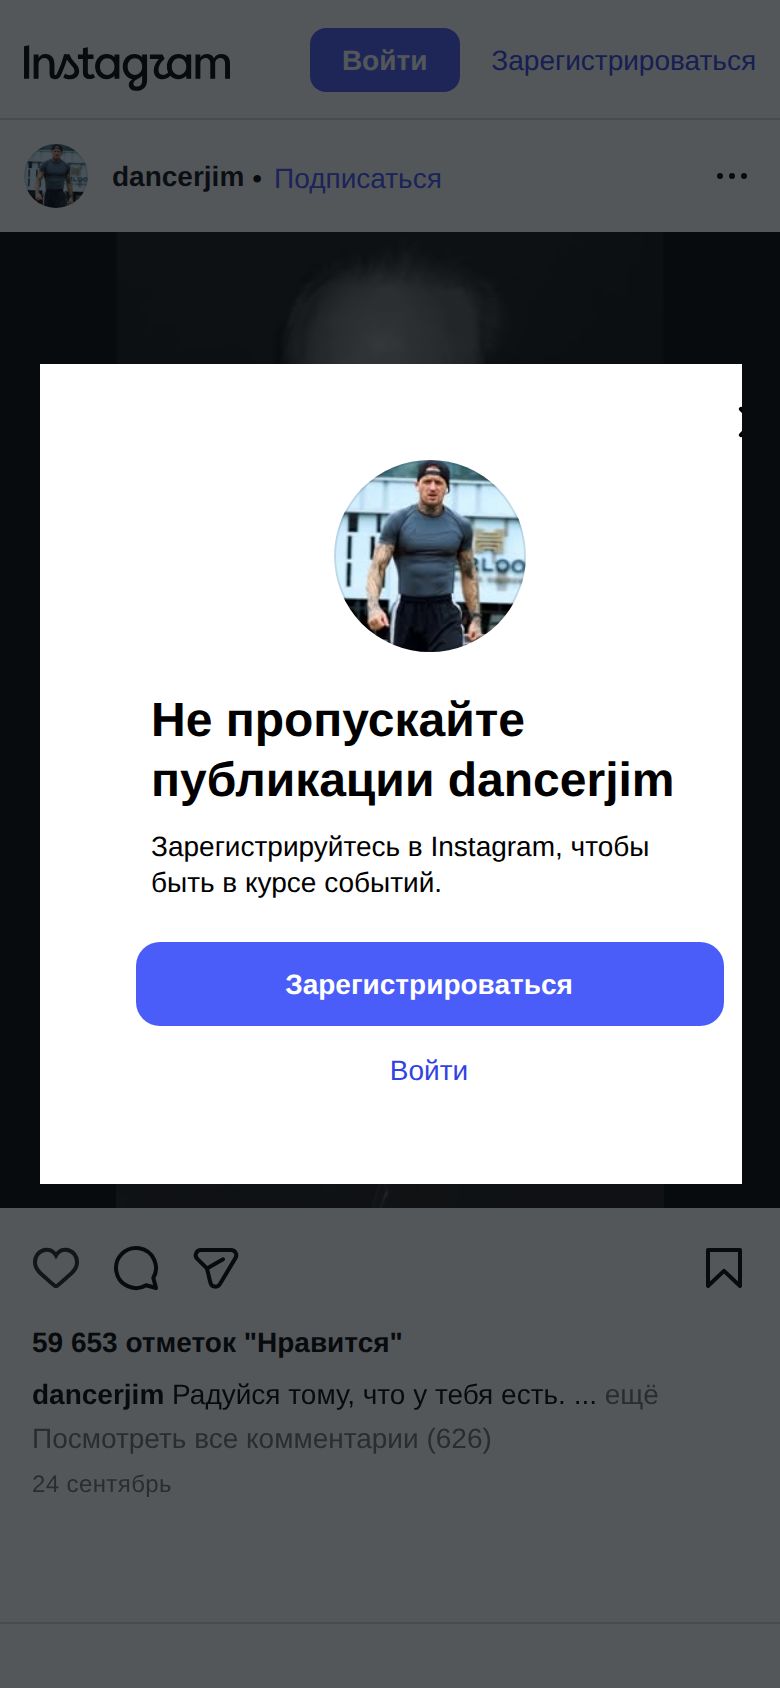 Instagram
Войти
Зарегистрироваться
dancerjim • Подписаться
RLOO
Не пропускайте
публикации dancerjim
Зарегистрируйтесь в Instagram, чтобы
быть в курсе событий.
Зарегистрироваться
Войти
59 653 отметок "Нравится"
dancerjim Радуйся тому, что у тебя есть. ... ещё
Посмотреть все комментарии (626)
24 сентябрь